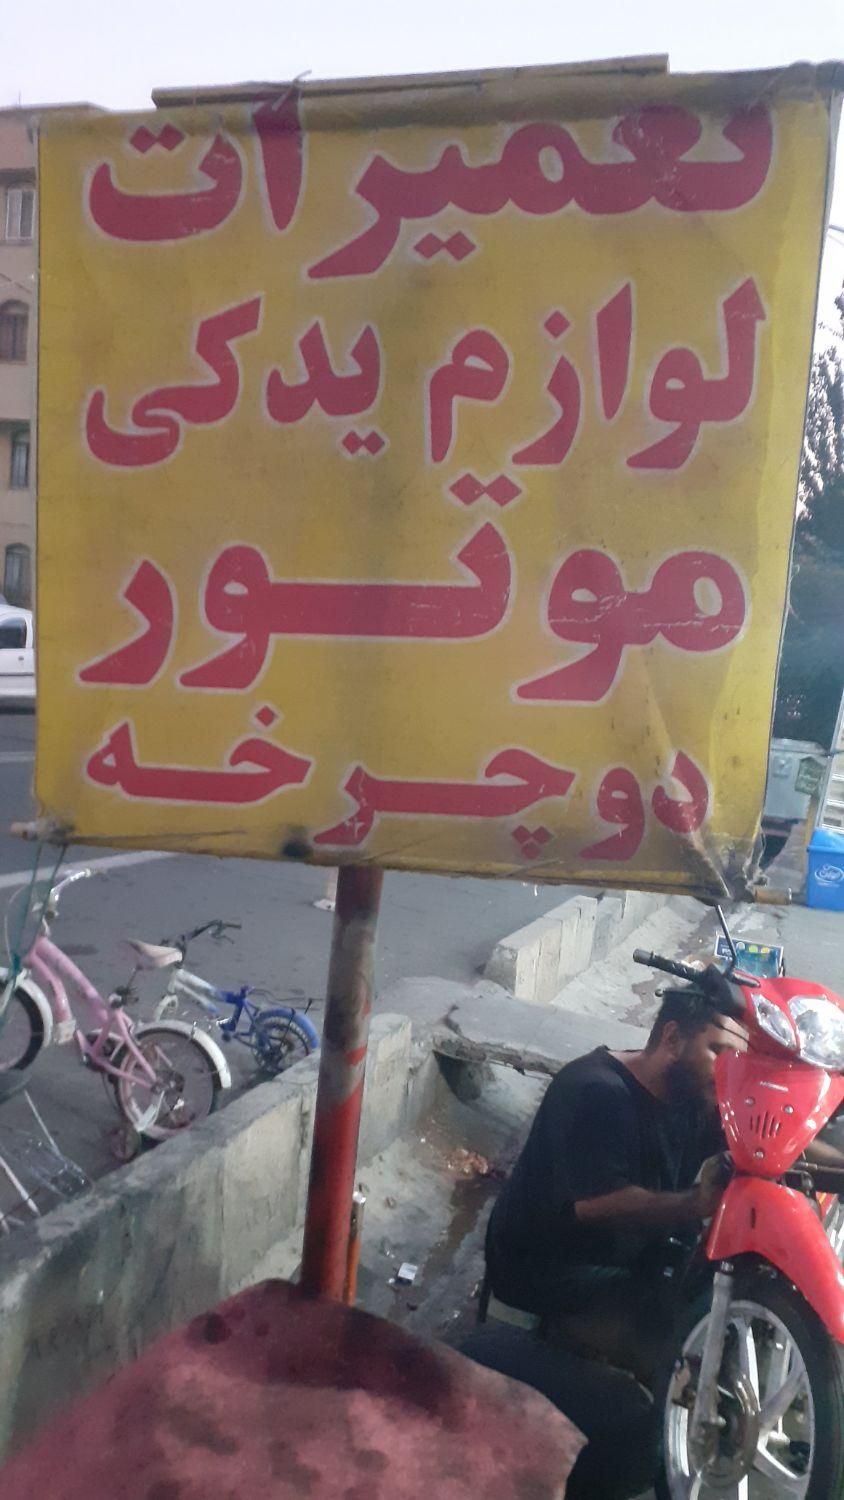 تعمیرات
لوازم یدکی
موتور
دوچرخه